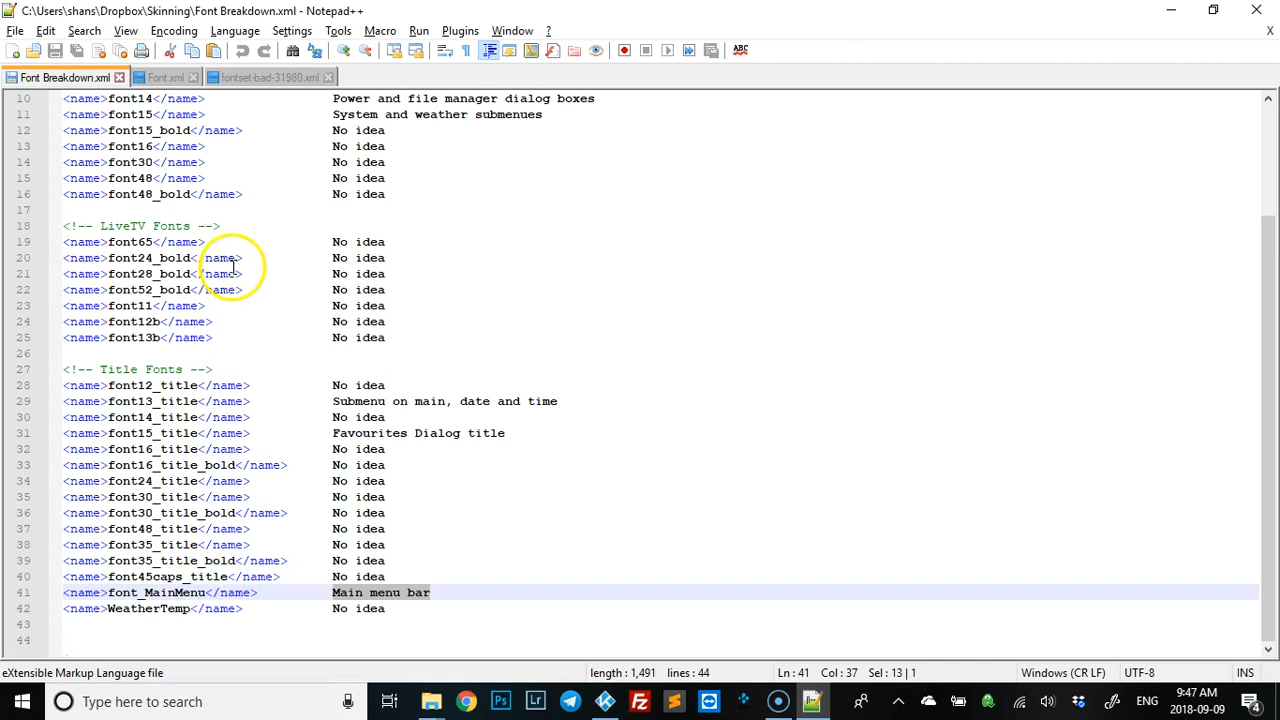 C:\Users\shans\Dropbox\Skinning\Font Breakdown.xml - Notepad++
File Edit Search View Encoding Language Settings Tools Macro Run Plugins Window ? X
ABC
Font Breakdown.xml Font.xml fontset-bad-31980.xml
10 <name>font14</name> Power and file manager dialog boxes
11 <name>font15</name> System and weather submenues
12 <name>font15_bold</name> No idea
13 <name>font16</name> No idea
14 <name>font30</name> No idea
15 <name>font48</name> No idea
16 <name>font48_bold</name> No idea
17
18 <!-- LiveTV Fonts -->
19 <name>font65</name> No idea
20 <name>font24_bold</name> No idea
21 <name>font28_bold</name> No idea
22 <name>font52_bold</name> No idea
23 <name>font11</name> No idea
24 <name>font12b</name> No idea
25 <name>font13b</name> No idea
26
27 <!-- Title Fonts -->
28 <name>font12_title</name> No idea
29 <name>font13_title</name> Submenu on main, date and time
30 <name>font14_title</name> No idea
31 <name>font15_title</name> Favourites Dialog title
32 <name>font16_title</name> No idea
33 <name>font16_title_bold</name> No idea
34 <name>font24_title</name> No idea
35 <name>font30_title</name> No idea
36 <name>font30_title_bold</name> No idea
37 <name>font48_title</name> No idea
38 <name>font35_title</name> No idea
39 <name>font35_title_bold</name> No idea
40 <name>font45caps_title</name> No idea
41 <name>font_MainMenu</name> Main menu bar
42 <name>WeatherTemp</name> No idea
43
44
eXtensible Markup Language file length : 1,491 lines : 44 Ln : 41 Col : 37 Sel : 13 | 1 Windows (CR LF) UTF-8 INS
Type here to search Ps Lr Fz ENG 9:47 AM
2018-09-09 4